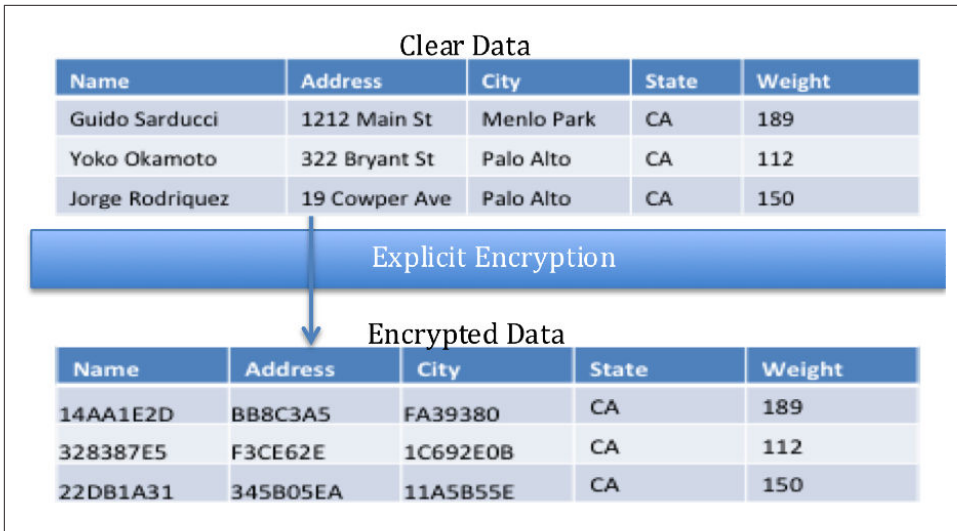 Clear Data
Name Address City State Weight
Guido Sarducci 1212 Main St Menlo Park CA 189
Yoko Okamoto 322 Bryant St Palo Alto CA 112
Jorge Rodriquez 19 Cowper Ave Palo Alto CA 150
Explicit Encryption
Encrypted Data
Name Address City State Weight
14AA1E2D BB8C3A5 FA39380 CA 189
328387E5 F3CE62E 1C692E0B CA 112
22DB1A31 345B05EA 11A5B55E CA 150